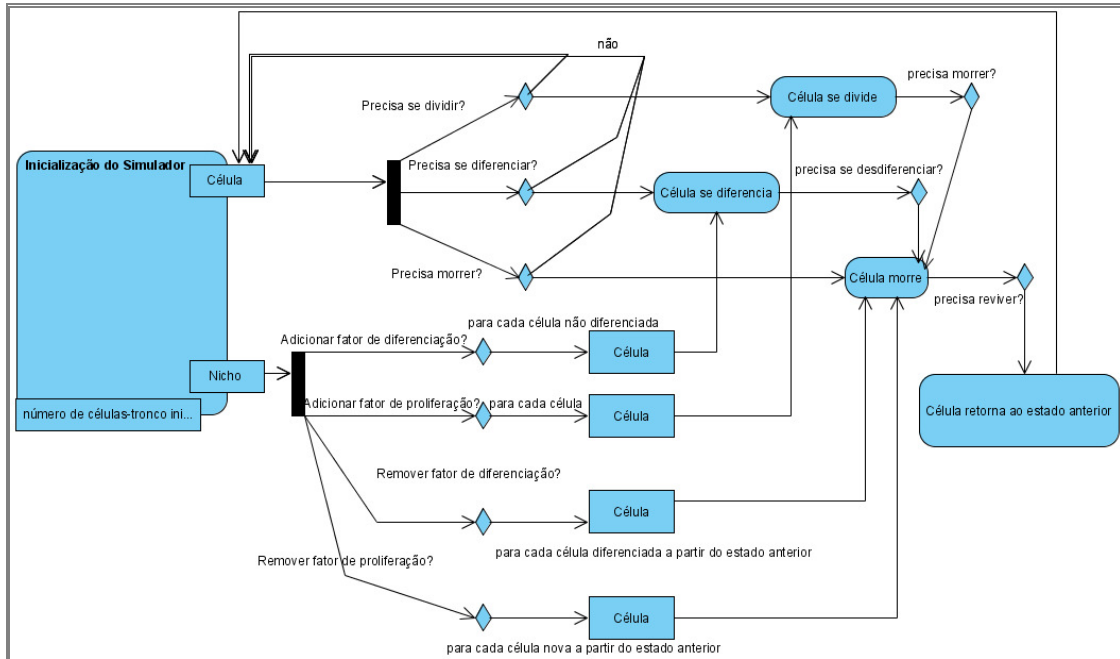 não
precisa morrer?
Precisa se dividir?
Célula se divide
Inicialização do Simulador
Célula
Precisa se diferenciar?
precisa se desdiferenciar?
Célula se diferencia
Precisa morrer?
Célula morre
precisa reviver?
para cada célula não diferenciada
Adicionar fator de diferenciação?
Célula
Nicho
Adicionar fator de proliferação?
para cada célula
Célula
número de células-tronco ini...
Célula retorna ao estado anterior
Remover fator de diferenciação?
Célula
para cada célula diferenciada a partir do estado anterior
Remover fator de proliferação?
Célula
para cada célula nova a partir do estado anterior